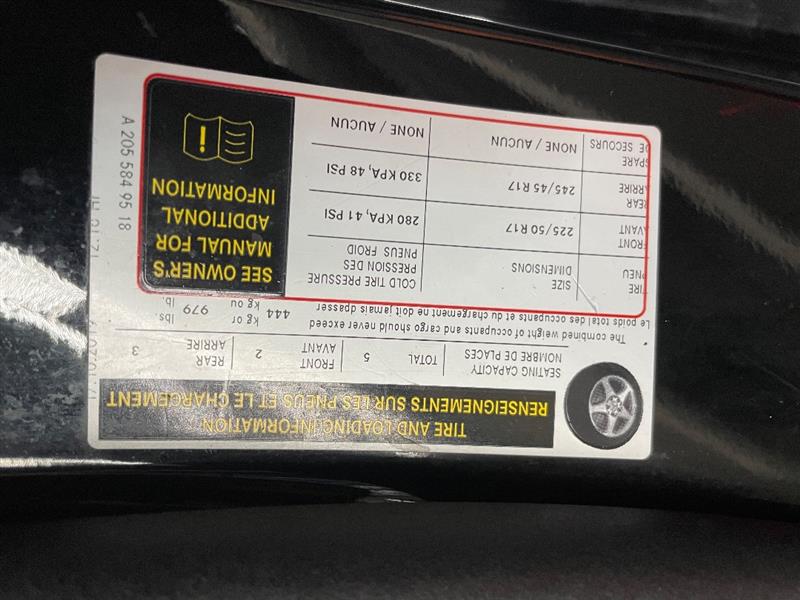 TIRE AND LOADING INFORMATION
RENSEIGNEMENTS SUR LES PNEUS ET LE CHARGEMENT
SEATING CAPACITY
NOMBRE DE PLACES
TOTAL 5
FRONT
AVANT 2
REAR
ARRIRE 3
The combined weight of occupants and cargo should never exceed
Le poids total des occupants et du chargement ne doit jamais dpasser
444 kg or
kg ou
979 lbs.
lb.
TIRE
PNEU
SIZE
DIMENSIONS
COLD TIRE PRESSURE
PRESSION DES
PNEUS FROID
FRONT
AVANT
225/50 R17
280 KPA, 41 PSI
REAR
ARRIRE
245/45 R17
330 KPA, 48 PSI
SPARE
DE SECOURS
NONE / AUCUN
NONE / AUCUN
SEE OWNER'S
MANUAL FOR
ADDITIONAL
INFORMATION
A 205 584 95 18